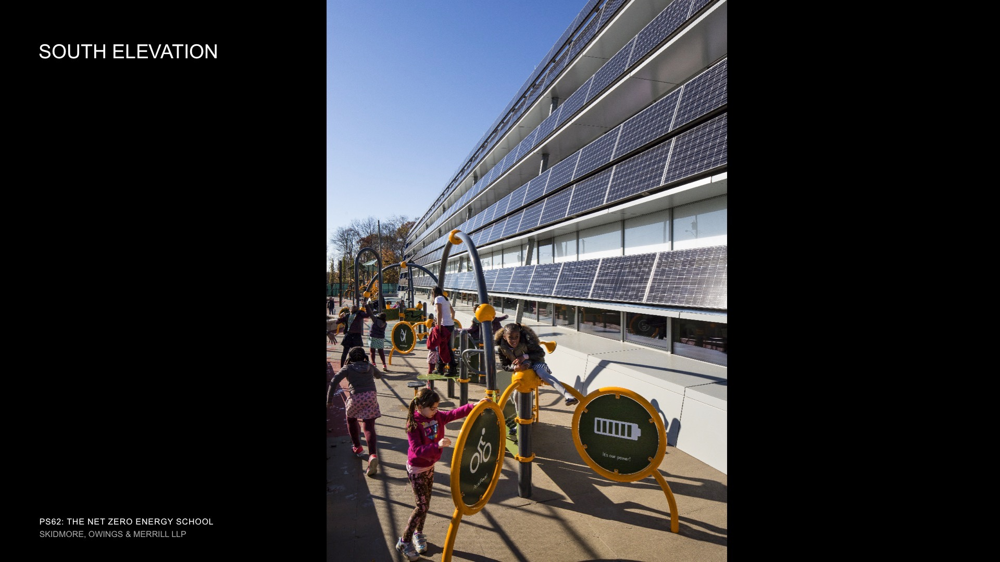 SOUTH ELEVATION
It's our power!
PS62: THE NET ZERO ENERGY SCHOOL
SKIDMORE, OWINGS & MERRILL LLP